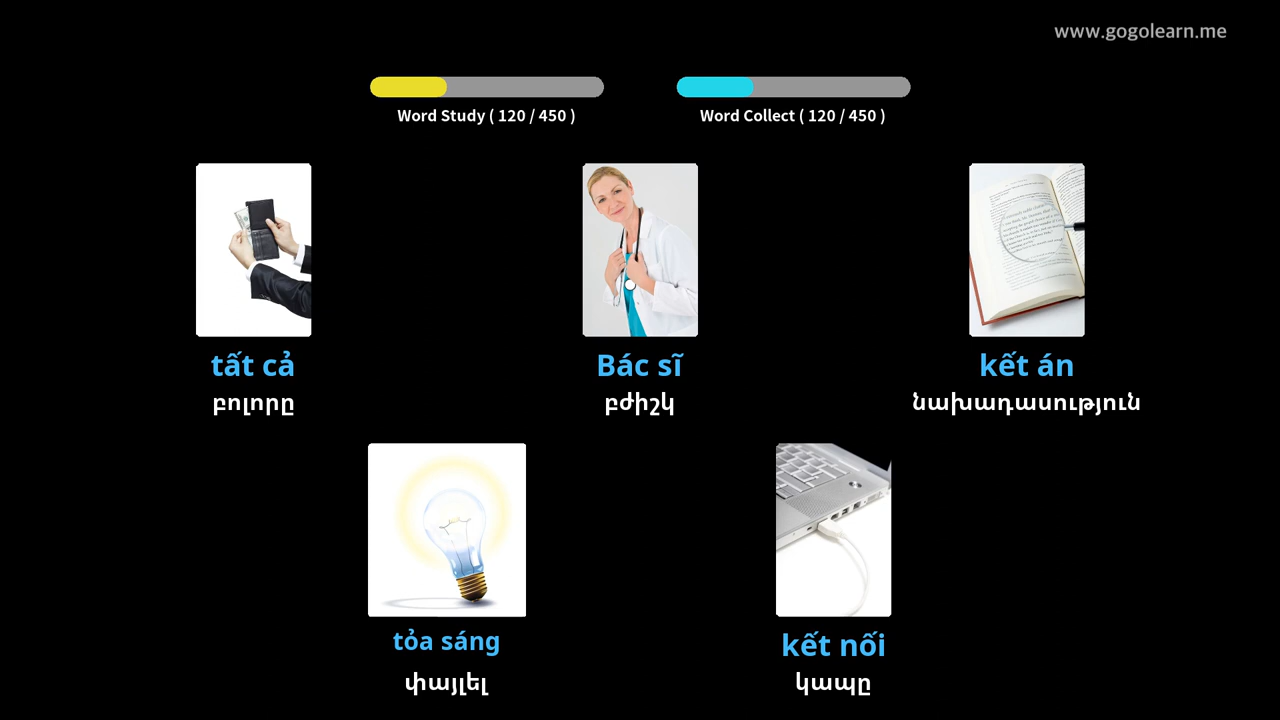 www.gogolearn.me
Word Study ( 120 / 450 )
Word Collect ( 120 / 450 )
tất cả
Bác sĩ
kết án
բոլորը
բժիշկ
նախադասություն
tỏa sáng
kết nối
փայլել
կապը